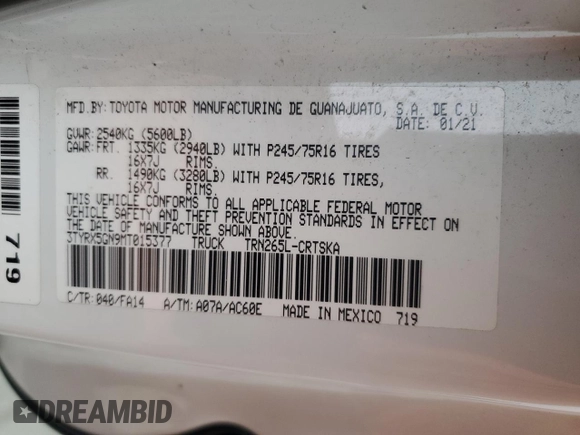 MFD.BY:TOYOTA MOTOR MANUFACTURING DE GUANAJUATO, S.A. DE C.V.
DATE: 01/21
GVWR:2540KG (5600LB)
GAWR:FRT. 1335KG (2940LB) WITH P245/75R16 TIRES
16X7J RIMS,
RR. 1490KG (3280LB) WITH P245/75R16 TIRES,
16X7J RIMS.
THIS VEHICLE CONFORMS TO ALL APPLICABLE FEDERAL MOTOR
VEHICLE SAFETY AND THEFT PREVENTION STANDARDS IN EFFECT ON
THE DATE OF MANUFACTURE SHOWN ABOVE.
3TYRX5GN9MT015377 TRUCK TRN265L-CRTSKA
C/TR:040/FA14 A/TM:A07A/AC60E MADE IN MEXICO 719
719
DREAMBID